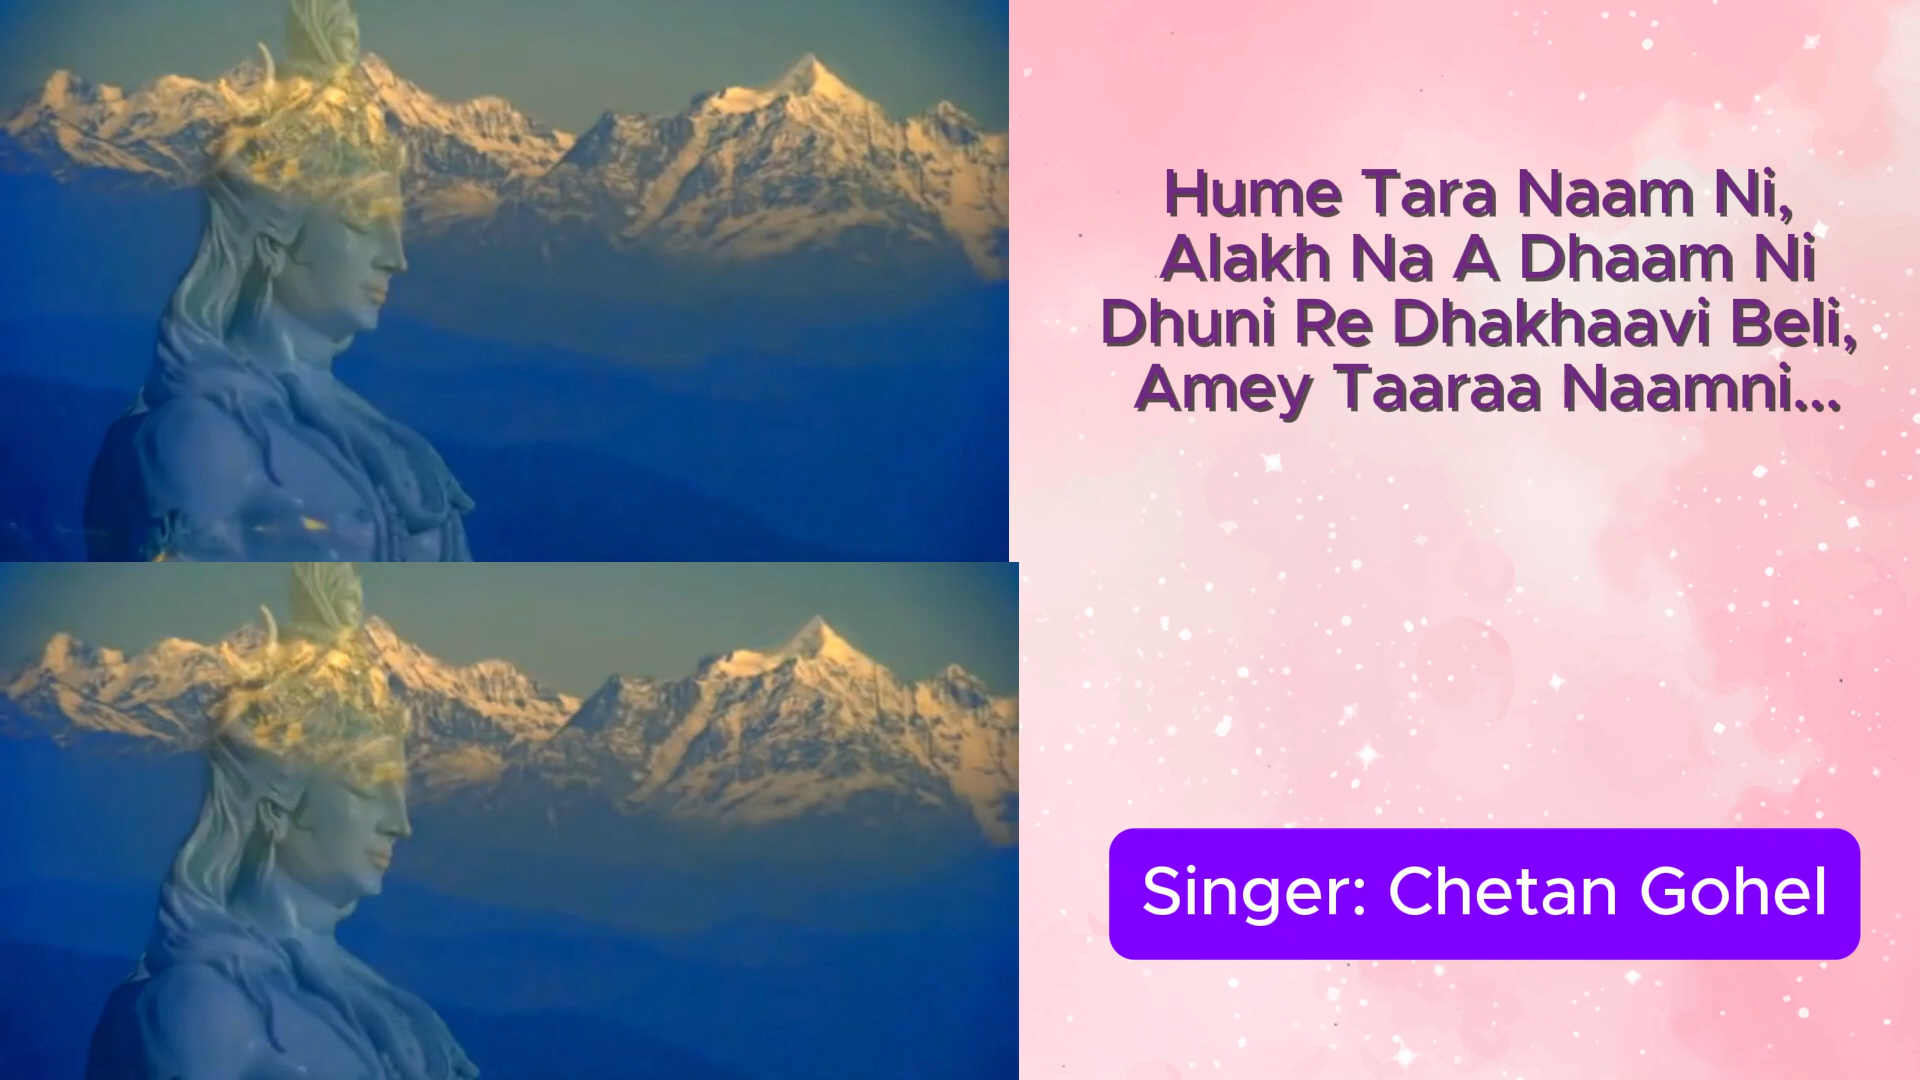 Hume Tara Naam Ni,
Alakh Na A Dhaam Ni
Dhuni Re Dhakhaavi Beli,
Amey Taaraa Naamni...
Singer: Chetan Gohel